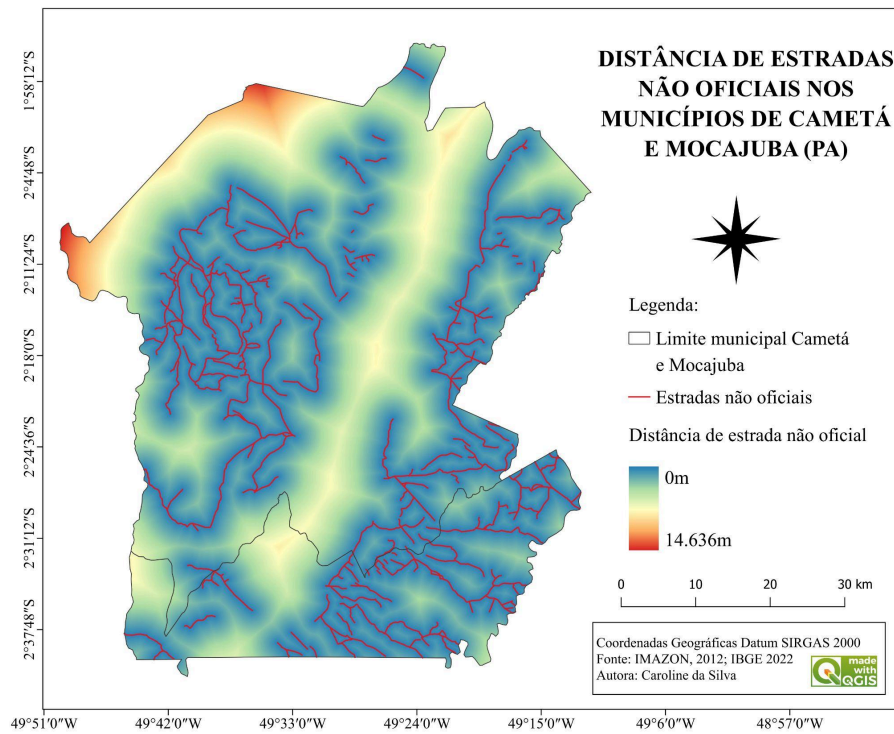 DISTÂNCIA DE ESTRADAS
NÃO OFICIAIS NOS
MUNICÍPIOS DE CAMETÁ
E MOCAJUBA (PA)
Legenda:
Limite municipal Cametá
e Mocajuba
Estradas não oficiais
Distância de estrada não oficial
0m
14.636m
0 10 20 30 km
Coordenadas Geográficas Datum SIRGAS 2000
Fonte: IMAZON, 2012; IBGE 2022
Autora: Caroline da Silva
made
with
QGIS
1°58'12"S
2°4'48"S
2°11'24"S
2°18'0"S
2°24'36"S
2°31'12"S
2°37'48"S
49°51'0"W 49°42'0"W 49°33'0"W 49°24'0"W 49°15'0"W 49°6'0"W 48°57'0"W